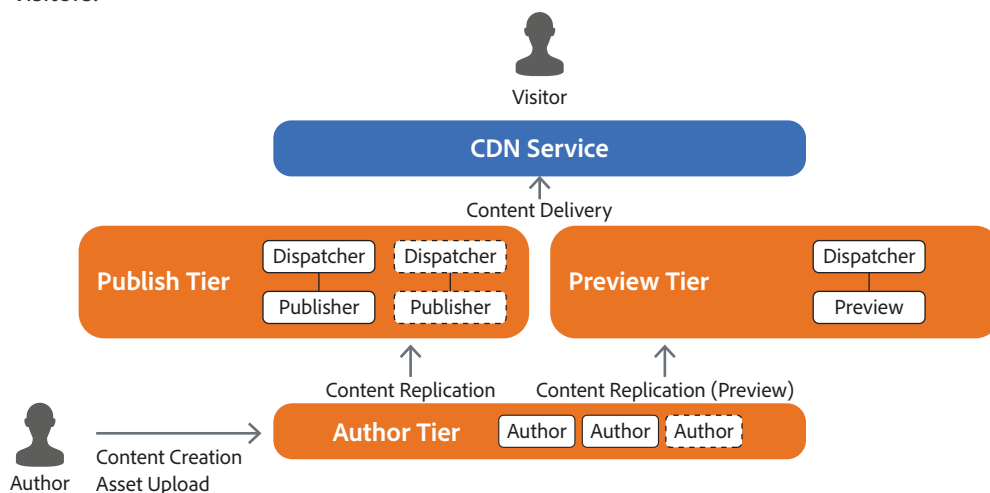 Visitor
CDN Service
Content Delivery
Publish Tier
Dispatcher
Publisher
Dispatcher
Publisher
Preview Tier
Dispatcher
Preview
Content Replication
Content Replication (Preview)
Author Tier
Author
Author
Author
Content Creation
Asset Upload
Author